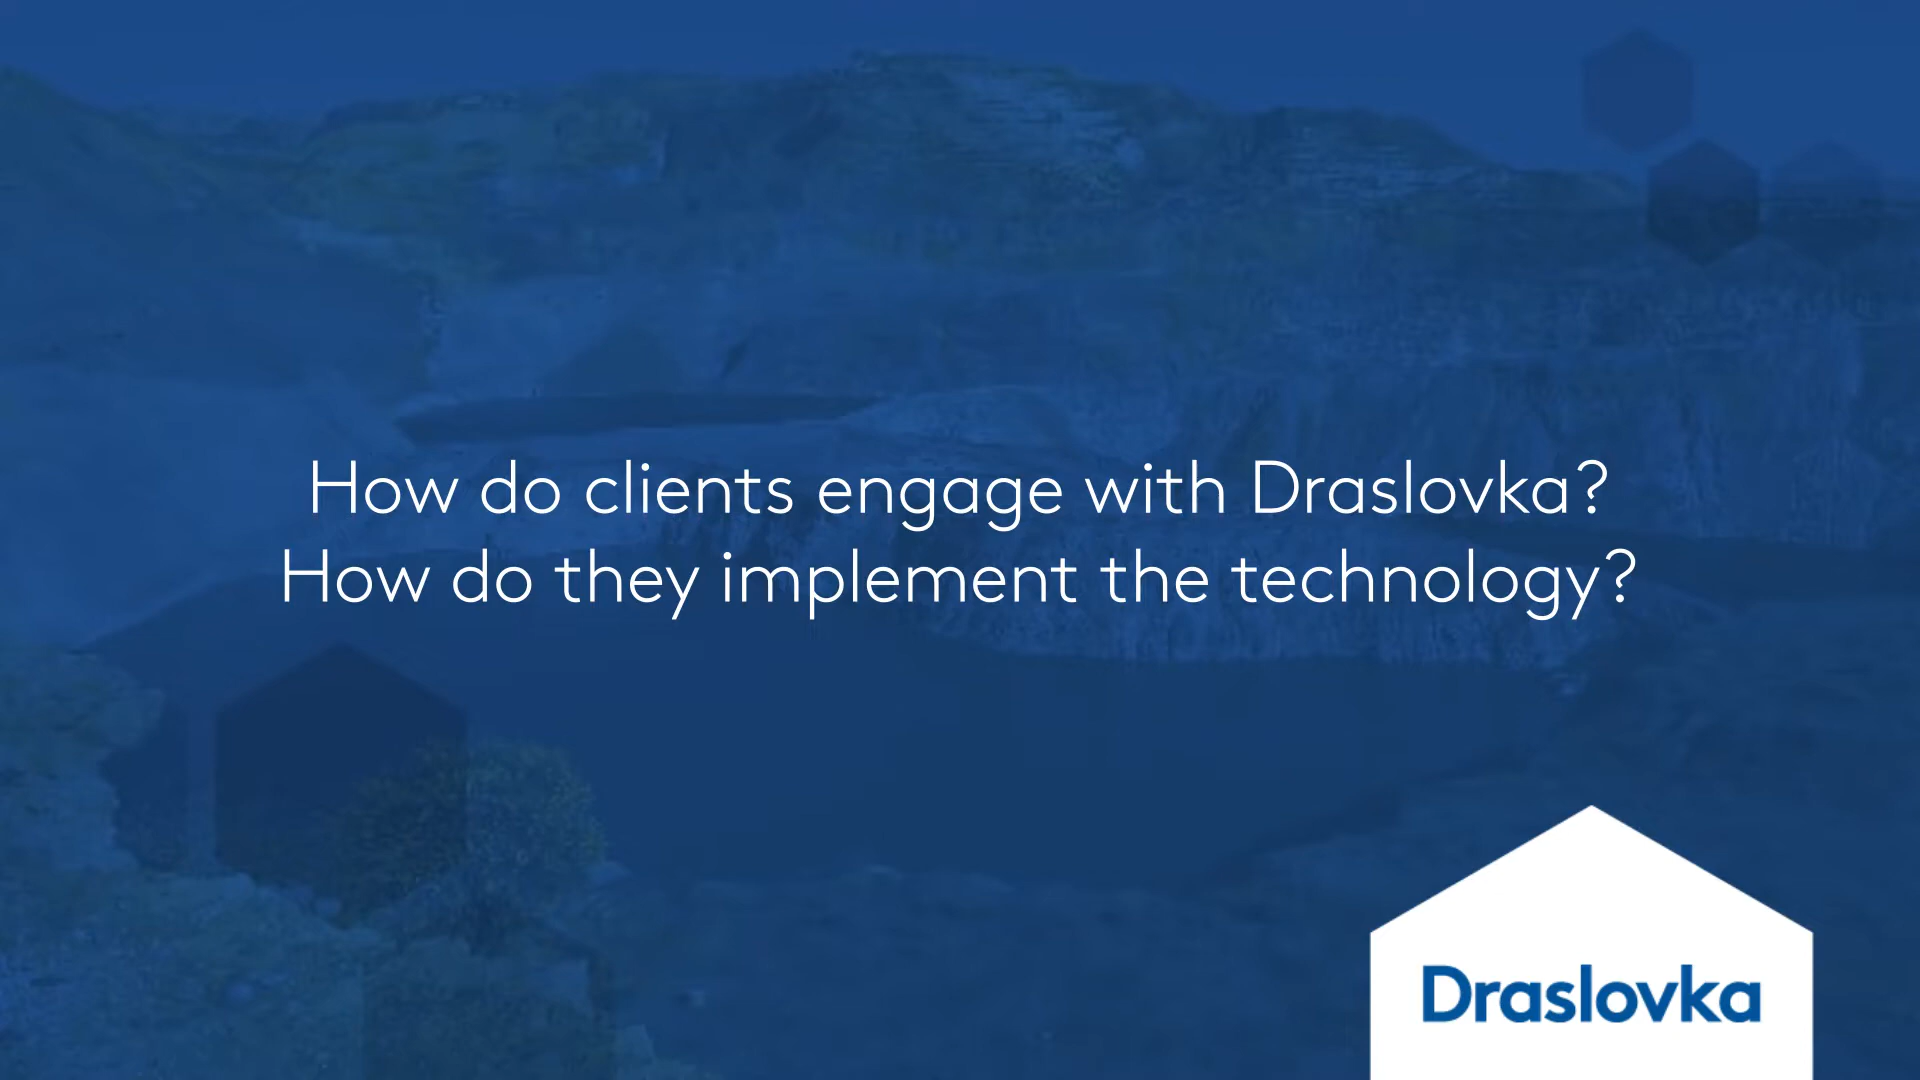 How do clients engage with Draslovka?
How do they implement the technology?
Draslovka